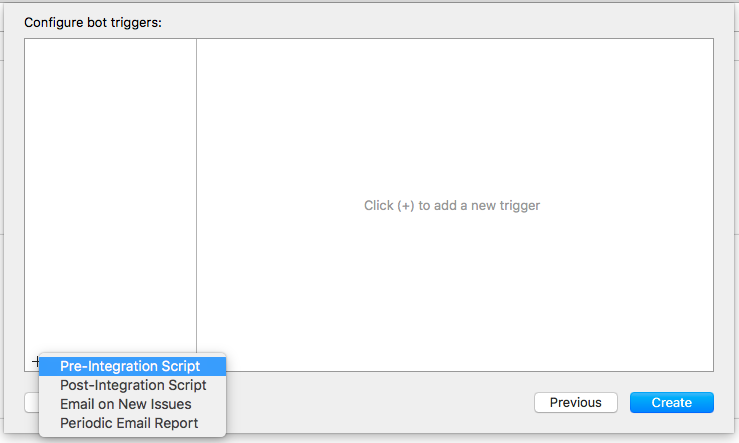 Configure bot triggers:
Click (+) to add a new trigger
+
Pre-Integration Script
Post-Integration Script
Email on New Issues
Periodic Email Report
Previous
Create